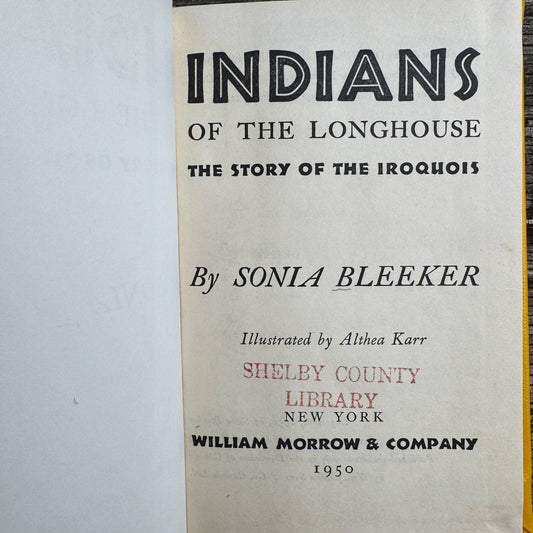 INDIANS
OF THE LONGHOUSE
THE STORY OF THE IROQUOIS
By SONIA BLEEKER
Illustrated by Althea Karr
SHELBY COUNTY
LIBRARY
NEW YORK
WILLIAM MORROW & COMPANY
1950